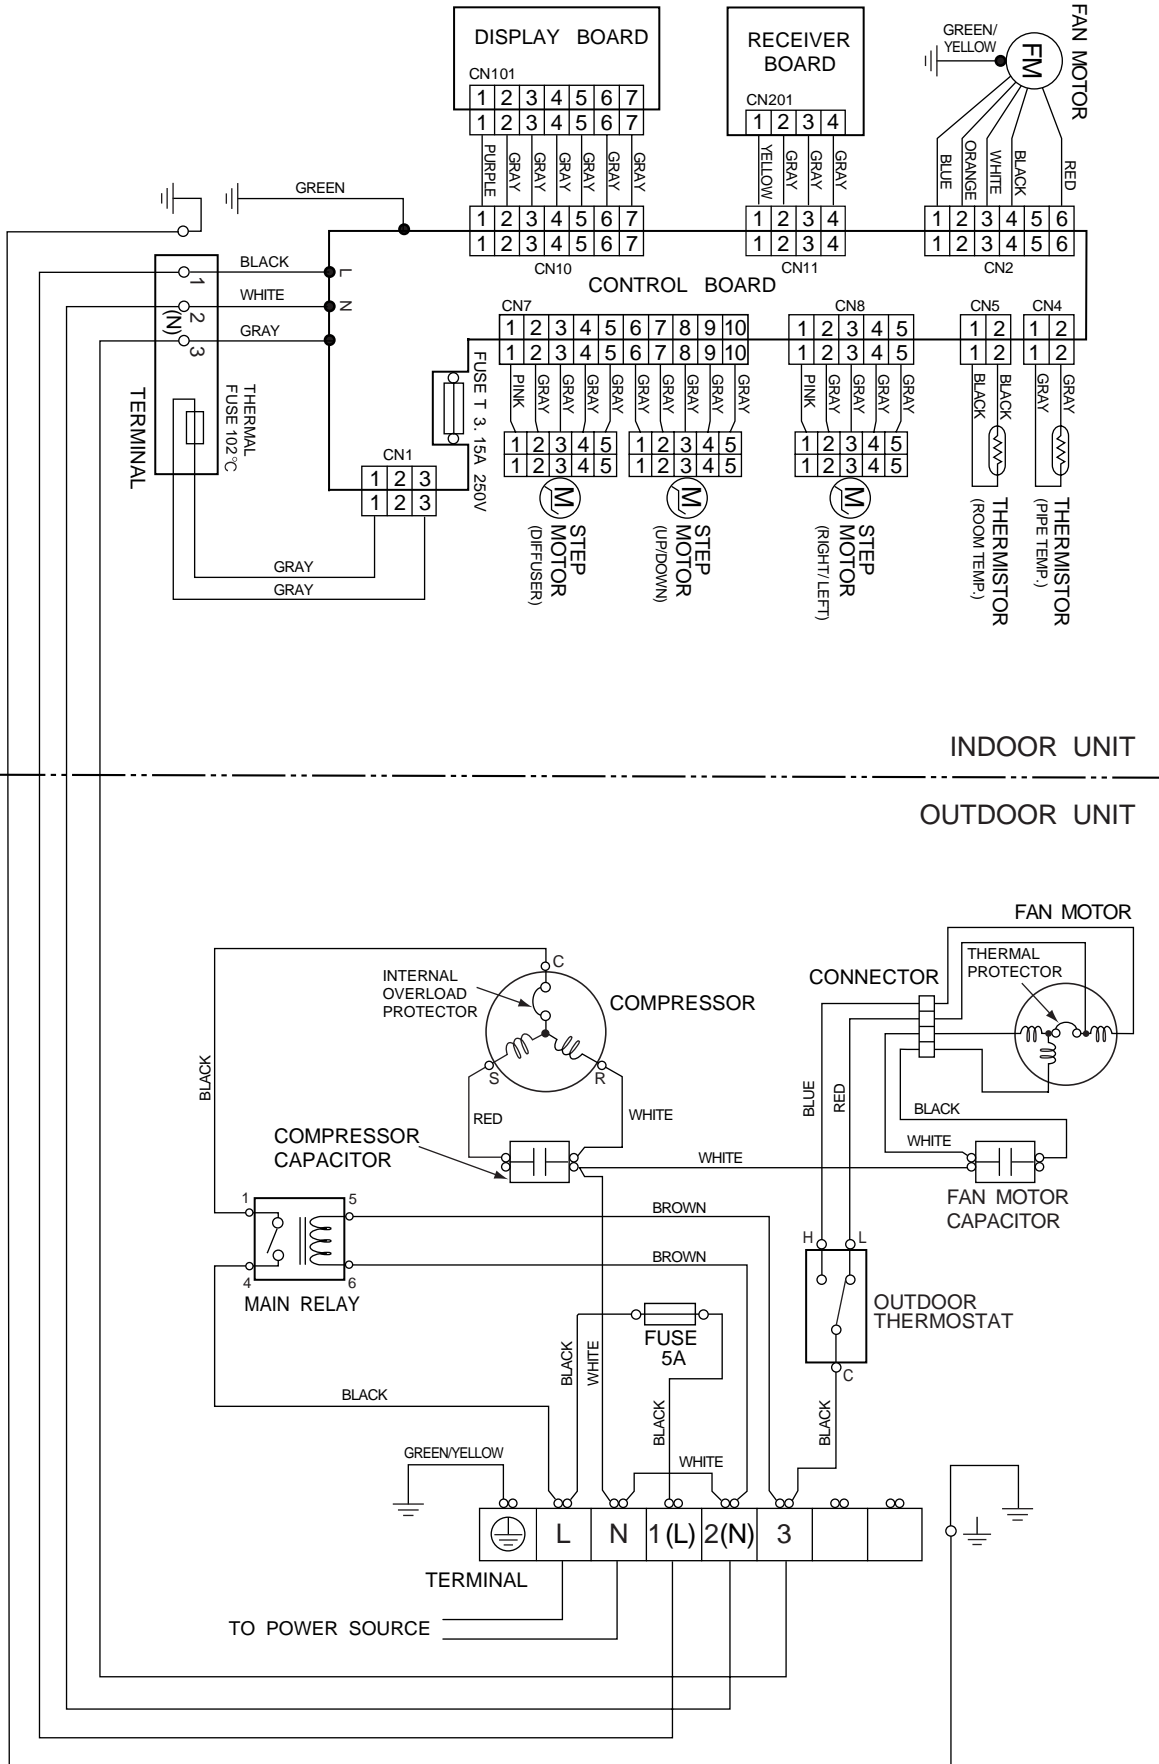 DISPLAY BOARD
CN101
1 2 3 4 5 6 7
1 2 3 4 5 6 7
PURPLE
GRAY
GRAY
GRAY
GRAY
GRAY
GRAY
1 2 3 4 5 6 7
1 2 3 4 5 6 7
CN10
RECEIVER
BOARD
CN201
1 2 3 4
YELLOW
GRAY
GRAY
GRAY
1 2 3 4
1 2 3 4
CN11
GREEN/
YELLOW
FM
FAN MOTOR
BLUE
ORANGE
WHITE
BLACK
RED
1 2 3 4 5 6
1 2 3 4 5 6
CN2
GREEN
BLACK
WHITE
GRAY
L
N
1
2
(N)
3
TERMINAL
THERMAL
FUSE 102°C
CONTROL BOARD
FUSE T 3.15A 250V
CN1
1 2 3
1 2 3
GRAY
GRAY
CN7
1 2 3 4 5 6 7 8 9 10
1 2 3 4 5 6 7 8 9 10
PINK
GRAY
GRAY
GRAY
GRAY
GRAY
GRAY
GRAY
GRAY
GRAY
1 2 3 4 5
1 2 3 4 5
M
STEP
MOTOR
(DIFFUSER)
1 2 3 4 5
1 2 3 4 5
M
STEP
MOTOR
(UP/DOWN)
CN8
1 2 3 4 5
1 2 3 4 5
PINK
GRAY
GRAY
GRAY
GRAY
1 2 3 4 5
1 2 3 4 5
M
STEP
MOTOR
(RIGHT/LEFT)
CN5
1 2
1 2
BLACK
BLACK
THERMISTOR
(ROOM TEMP.)
CN4
1 2
1 2
GRAY
GRAY
THERMISTOR
(PIPE TEMP.)
INDOOR UNIT
OUTDOOR UNIT
FAN MOTOR
THERMAL
PROTECTOR
CONNECTOR
INTERNAL
OVERLOAD
PROTECTOR
C
COMPRESSOR
S
R
BLACK
RED
WHITE
COMPRESSOR
CAPACITOR
WHITE
BLUE
RED
BLACK
WHITE
FAN MOTOR
CAPACITOR
1
5
4
6
MAIN RELAY
BROWN
BROWN
H
L
OUTDOOR
THERMOSTAT
C
FUSE
5A
BLACK
WHITE
BLACK
BLACK
BLACK
GREEN/YELLOW
WHITE
L N 1(L) 2(N) 3
TERMINAL
TO POWER SOURCE